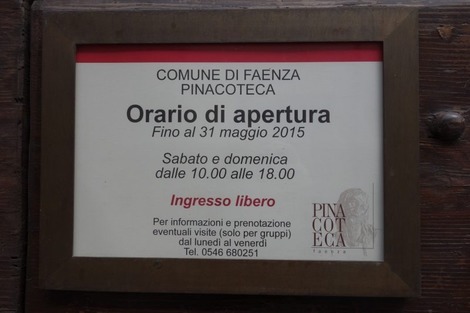 COMUNE DI FAENZA
PINACOTECA
Orario di apertura
Fino al 31 maggio 2015
Sabato e domenica
dalle 10.00 alle 18.00
Ingresso libero
Per informazioni e prenotazione
eventuali visite (solo per gruppi)
dal lunedì al venerdì
Tel. 0546 680251
PINA
COT
ECA
faenza